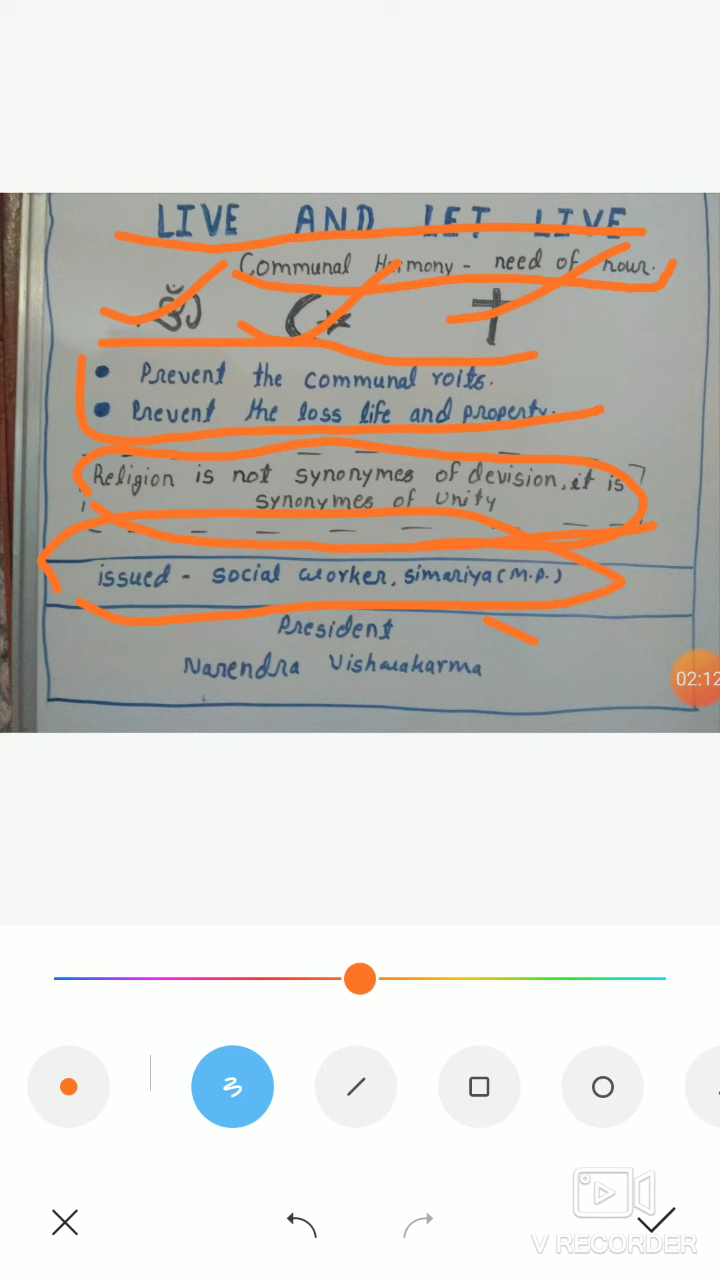 LIVE AND LET LIVE
Communal Harmony - need of hour.
ॐ
• Prevent the communal roits.
• Prevent the loss life and property.
Religion is not synonymes of devision, it is
synonymes of unity
issued - social worker, simariya (M.P.)
President
Narendra Vishwakarma
02:12
V RECORDER